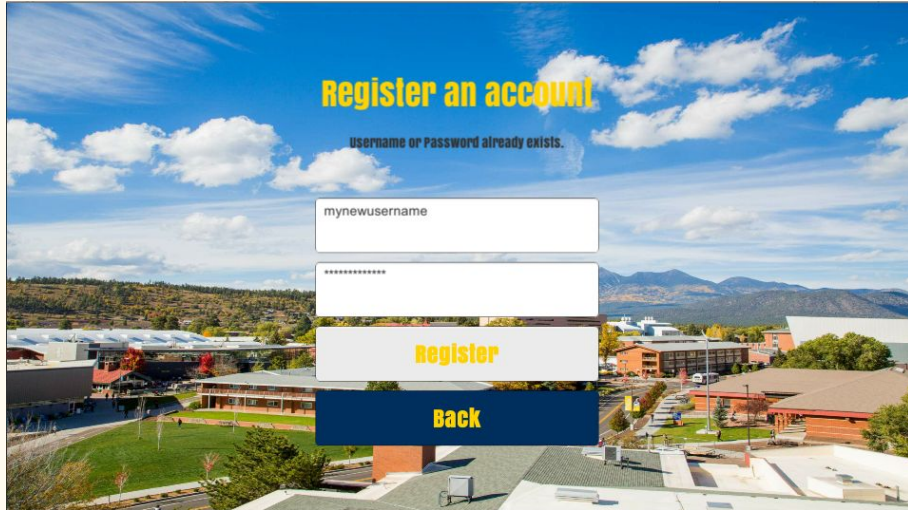 Register an account
Username or Password already exists.
mynewusername
*************
Register
Back